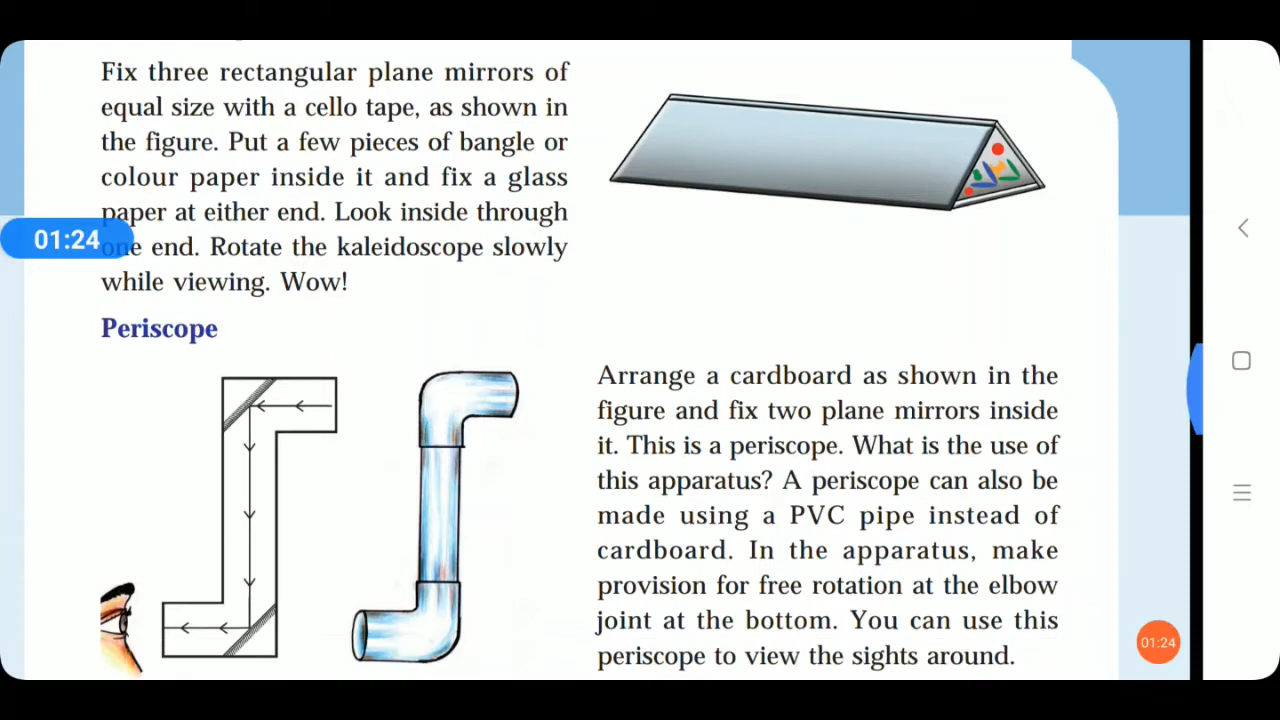 Fix three rectangular plane mirrors of
equal size with a cello tape, as shown in
the figure. Put a few pieces of bangle or
colour paper inside it and fix a glass
paper at either end. Look inside through
01:24
one end. Rotate the kaleidoscope slowly
while viewing. Wow!
Periscope
Arrange a cardboard as shown in the
figure and fix two plane mirrors inside
it. This is a periscope. What is the use of
this apparatus? A periscope can also be
made using a PVC pipe instead of
cardboard. In the apparatus, make
provision for free rotation at the elbow
joint at the bottom. You can use this
periscope to view the sights around.
01:24